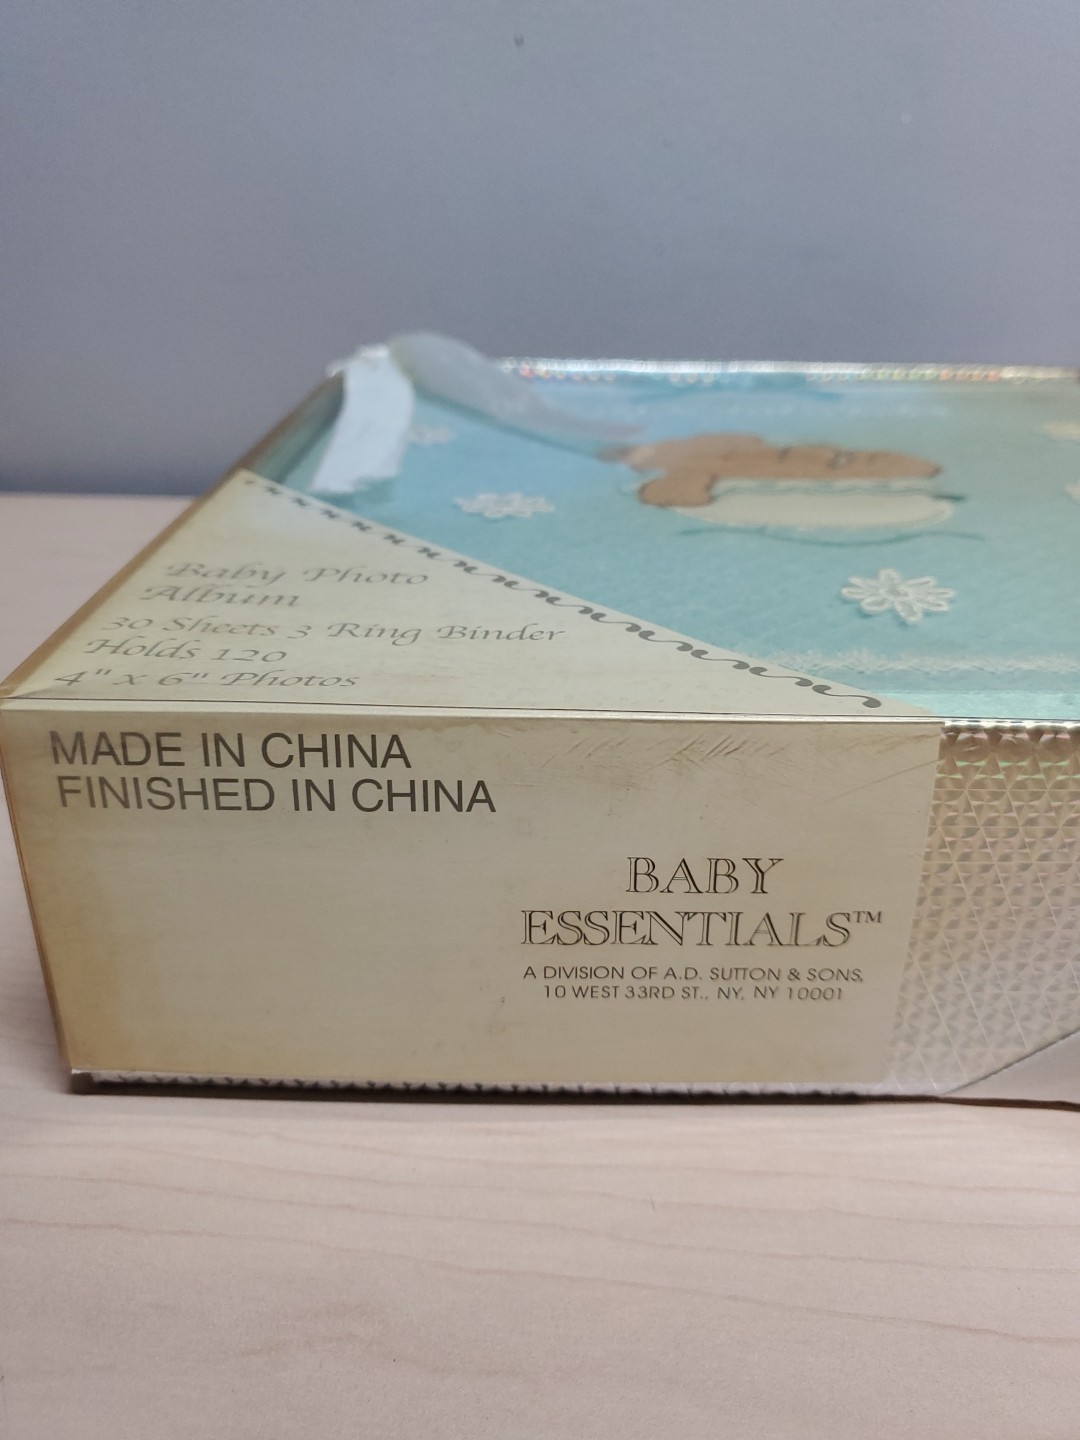 Baby Photo
Album
30 Sheets 3 Ring Binder
Holds 120
4" x 6" Photos
MADE IN CHINA
FINISHED IN CHINA
BABY
ESSENTIALS™
A DIVISION OF A.D. SUTTON & SONS,
10 WEST 33RD ST., NY, NY 10001